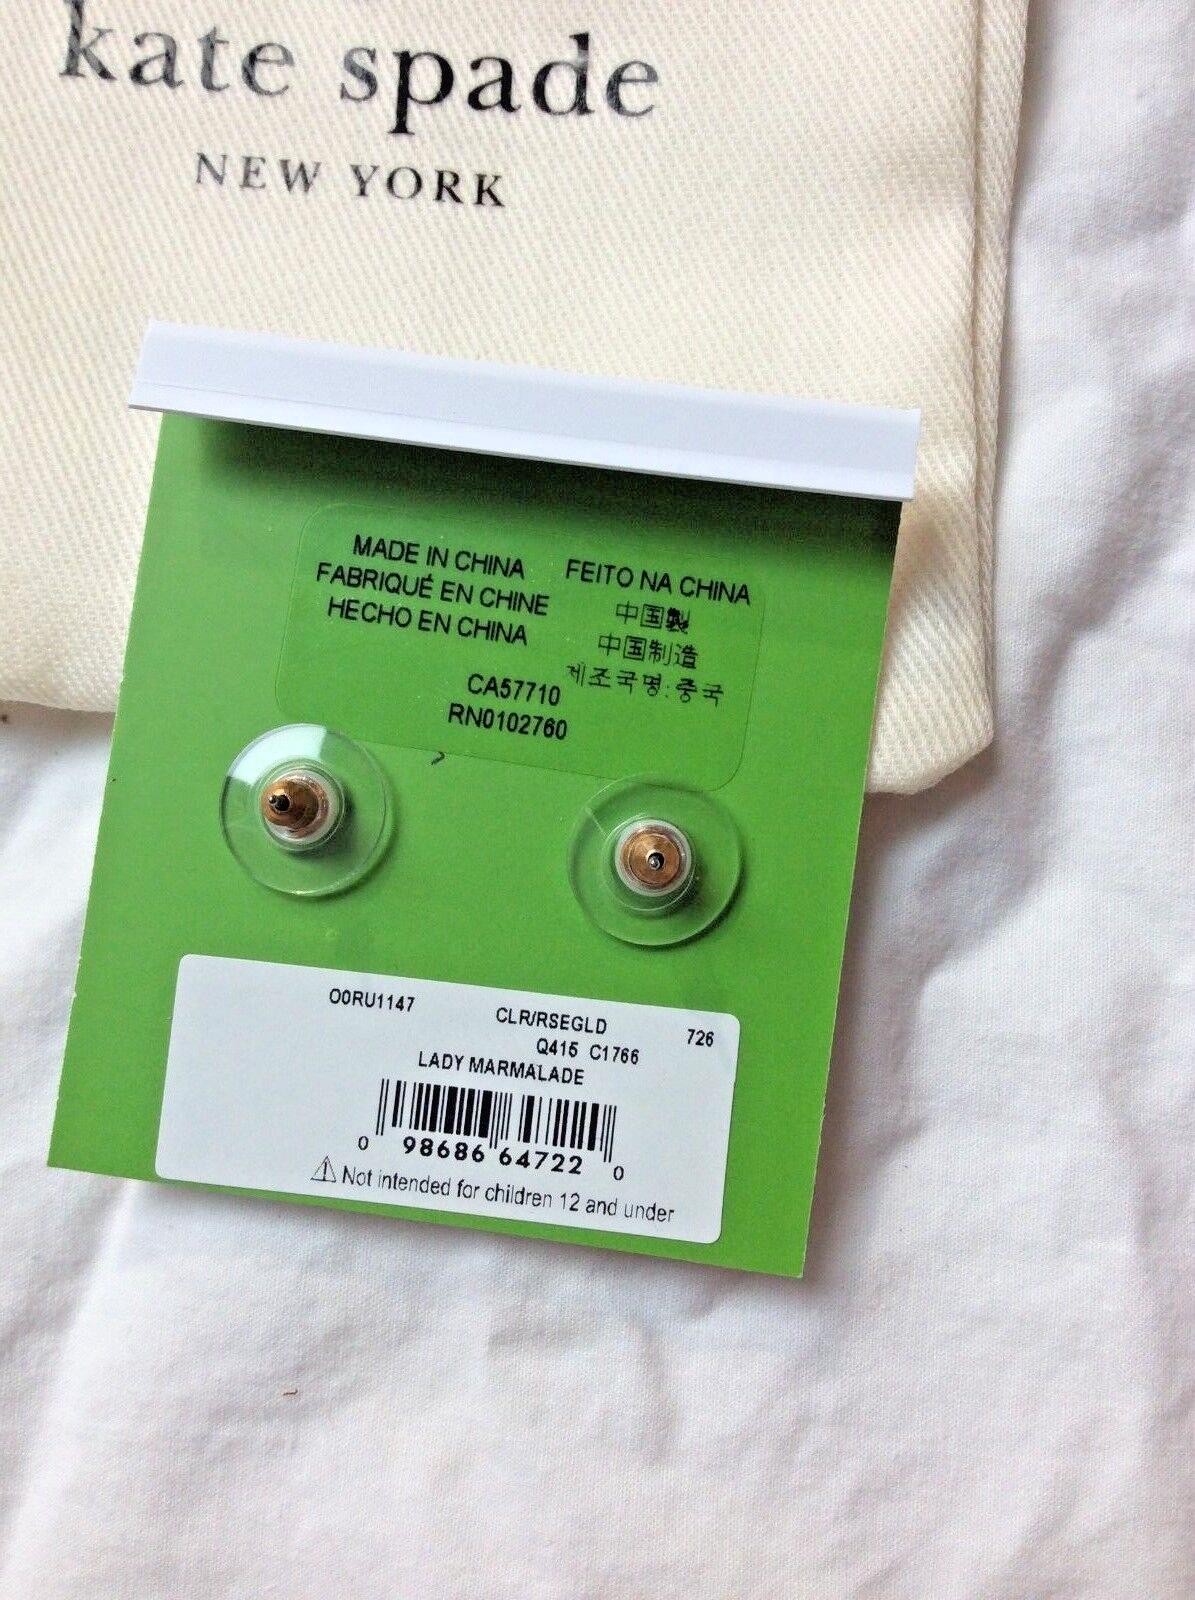 kate spade
NEW YORK
MADE IN CHINA
FABRIQUÉ EN CHINE
HECHO EN CHINA
FEITO NA CHINA
中国製
中国制造
제조국명:중국
CA57710
RN0102760
O0RU1147 CLR/RSEGLD 726
Q415 C1766
LADY MARMALADE
0 98686 64722 0
⚠ Not intended for children 12 and under